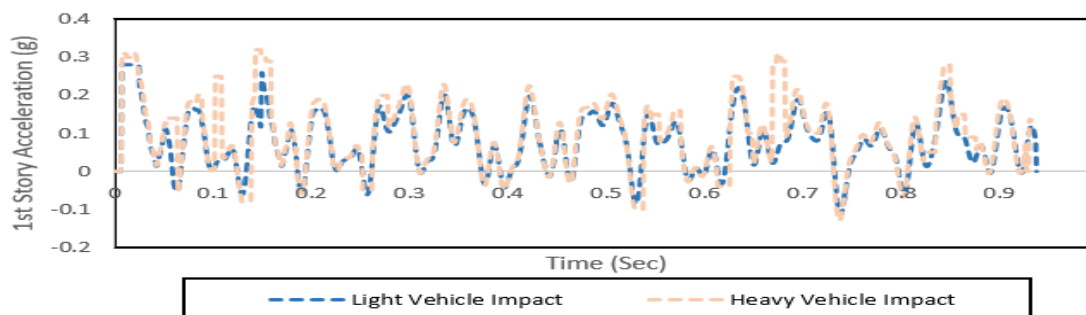 0.4
0.3
0.2
0.1
0
-0.1
-0.2
1st Story Acceleration (g)
0 0.1 0.2 0.3 0.4 0.5 0.6 0.7 0.8 0.9
Time (Sec)
Light Vehicle Impact Heavy Vehicle Impact